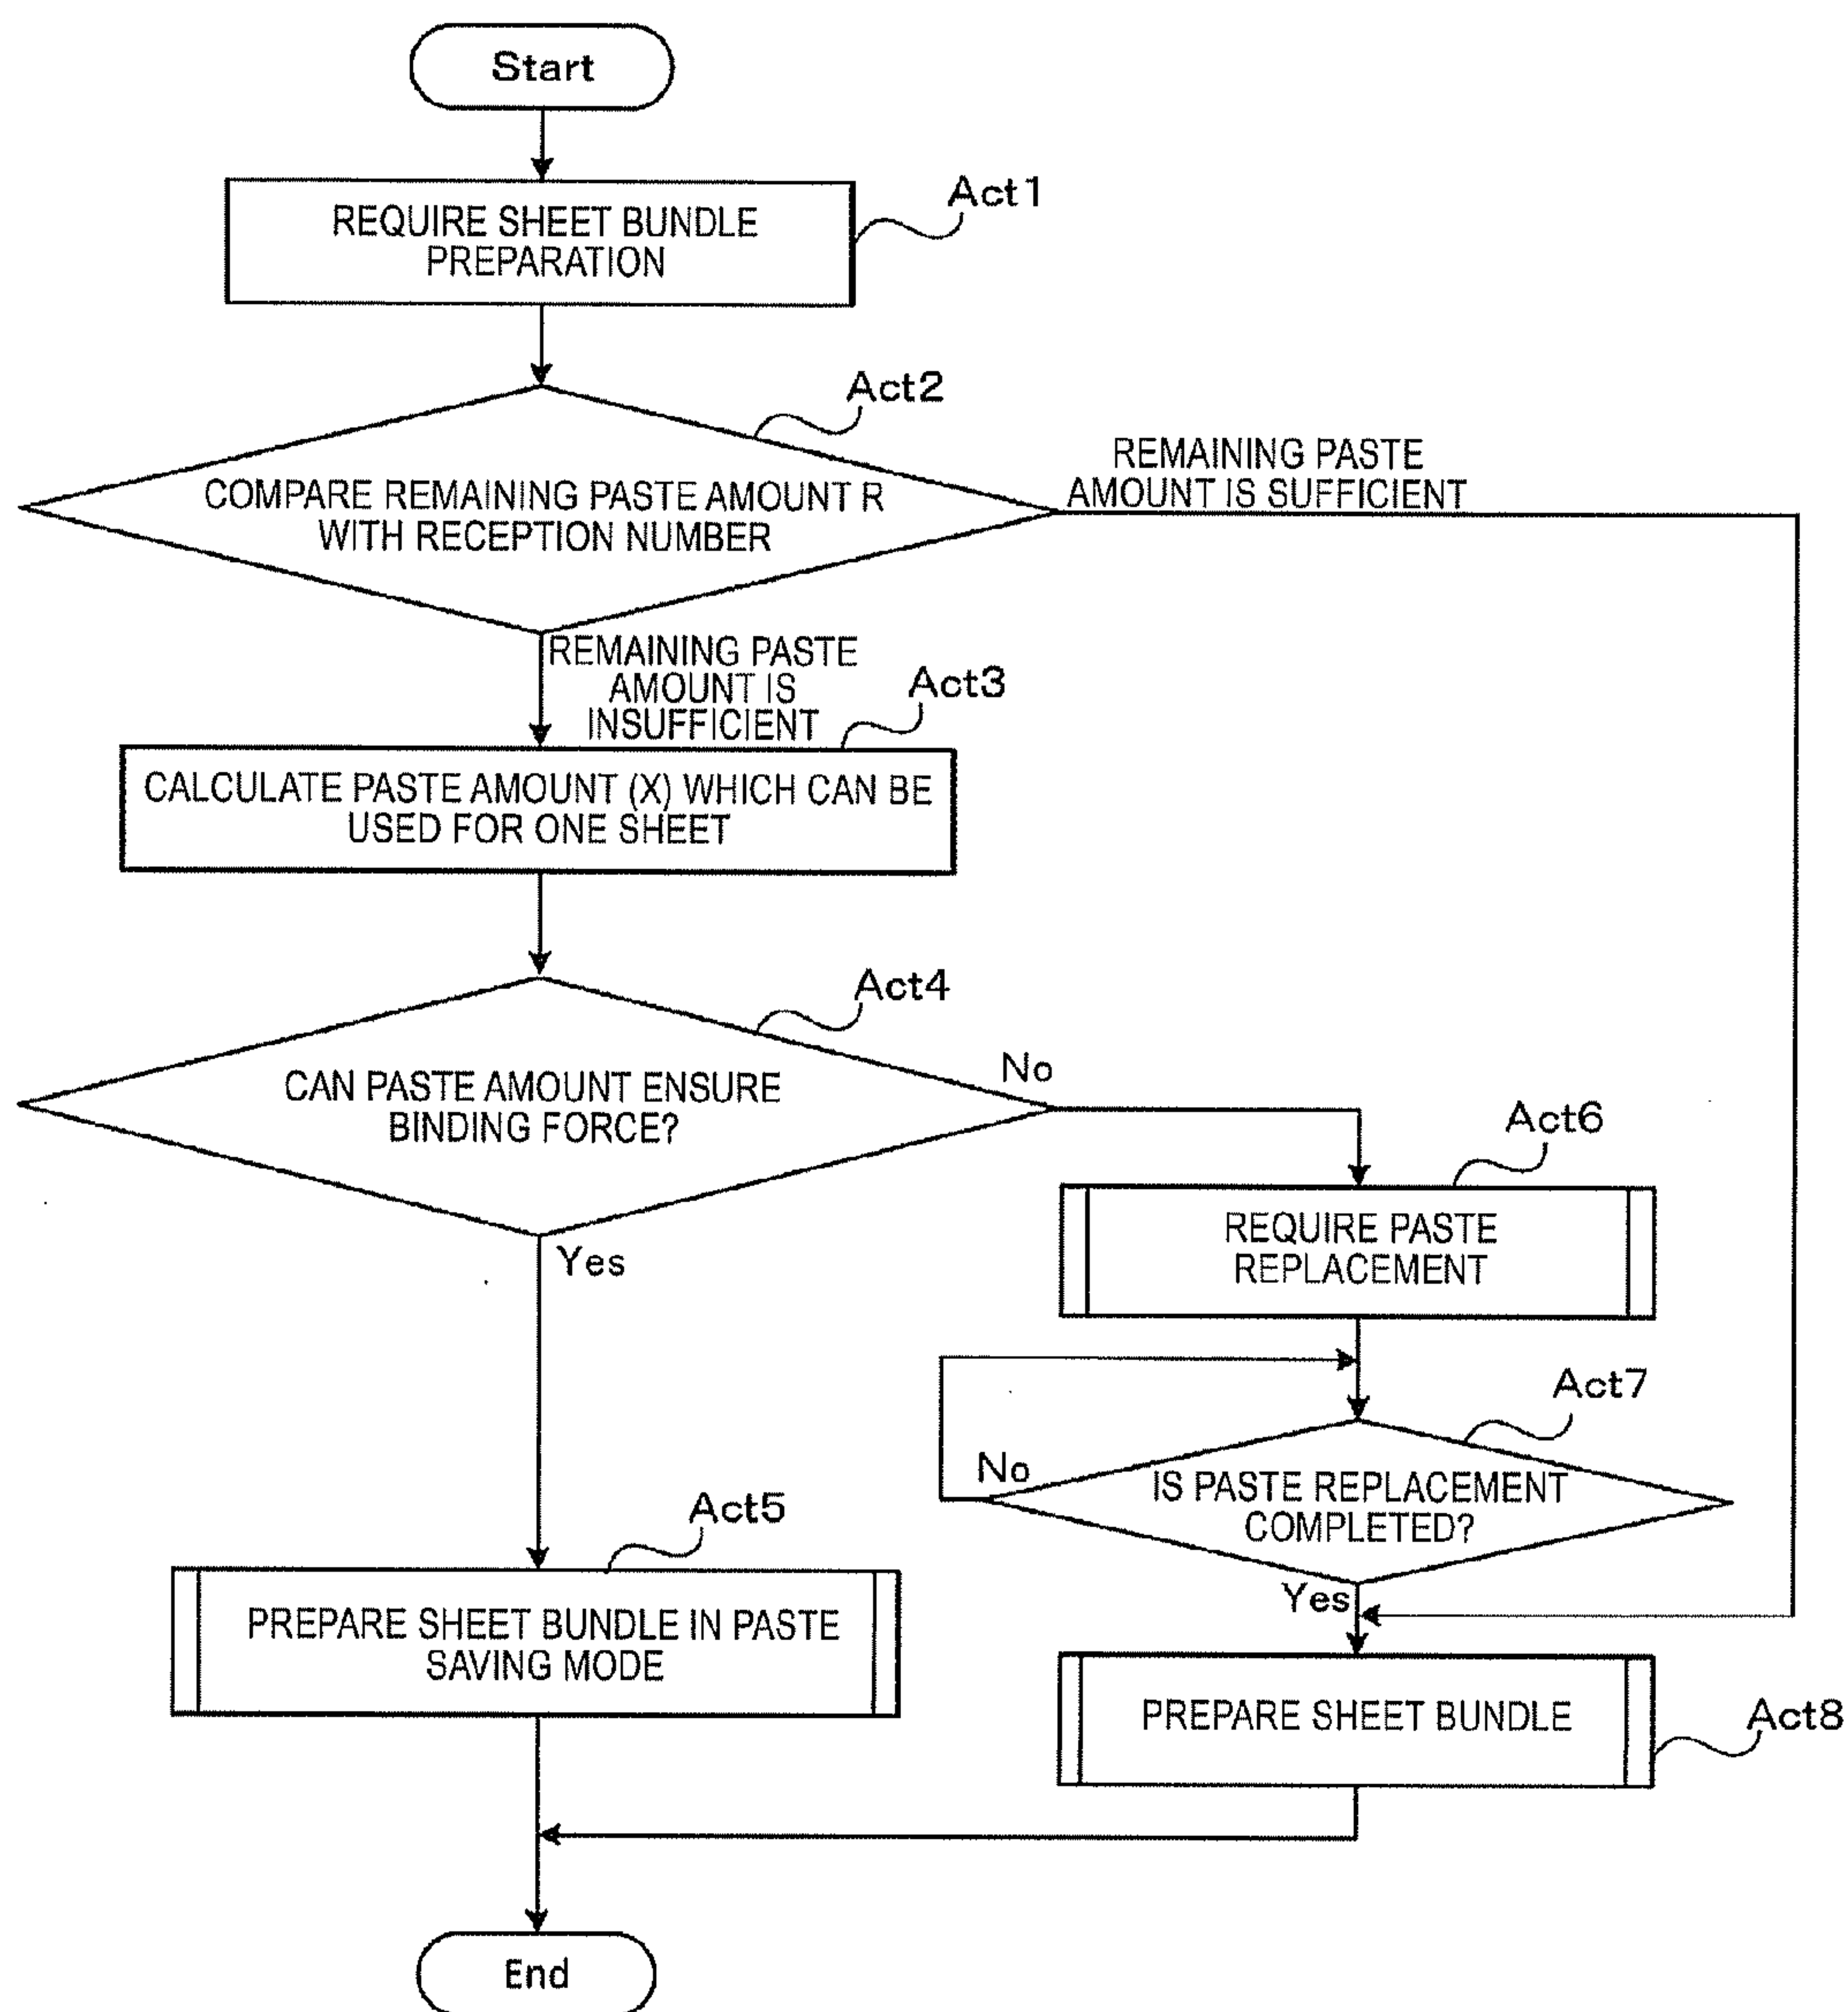 Start
Act1
REQUIRE SHEET BUNDLE
PREPARATION
Act2
COMPARE REMAINING PASTE AMOUNT R
WITH RECEPTION NUMBER
REMAINING PASTE
AMOUNT IS SUFFICIENT
REMAINING PASTE
AMOUNT IS
INSUFFICIENT
Act3
CALCULATE PASTE AMOUNT (X) WHICH CAN BE
USED FOR ONE SHEET
Act4
CAN PASTE AMOUNT ENSURE
BINDING FORCE?
No
Yes
Act6
REQUIRE PASTE
REPLACEMENT
Act7
No
IS PASTE REPLACEMENT
COMPLETED?
Yes
Act5
PREPARE SHEET BUNDLE IN PASTE
SAVING MODE
PREPARE SHEET BUNDLE
Act8
End